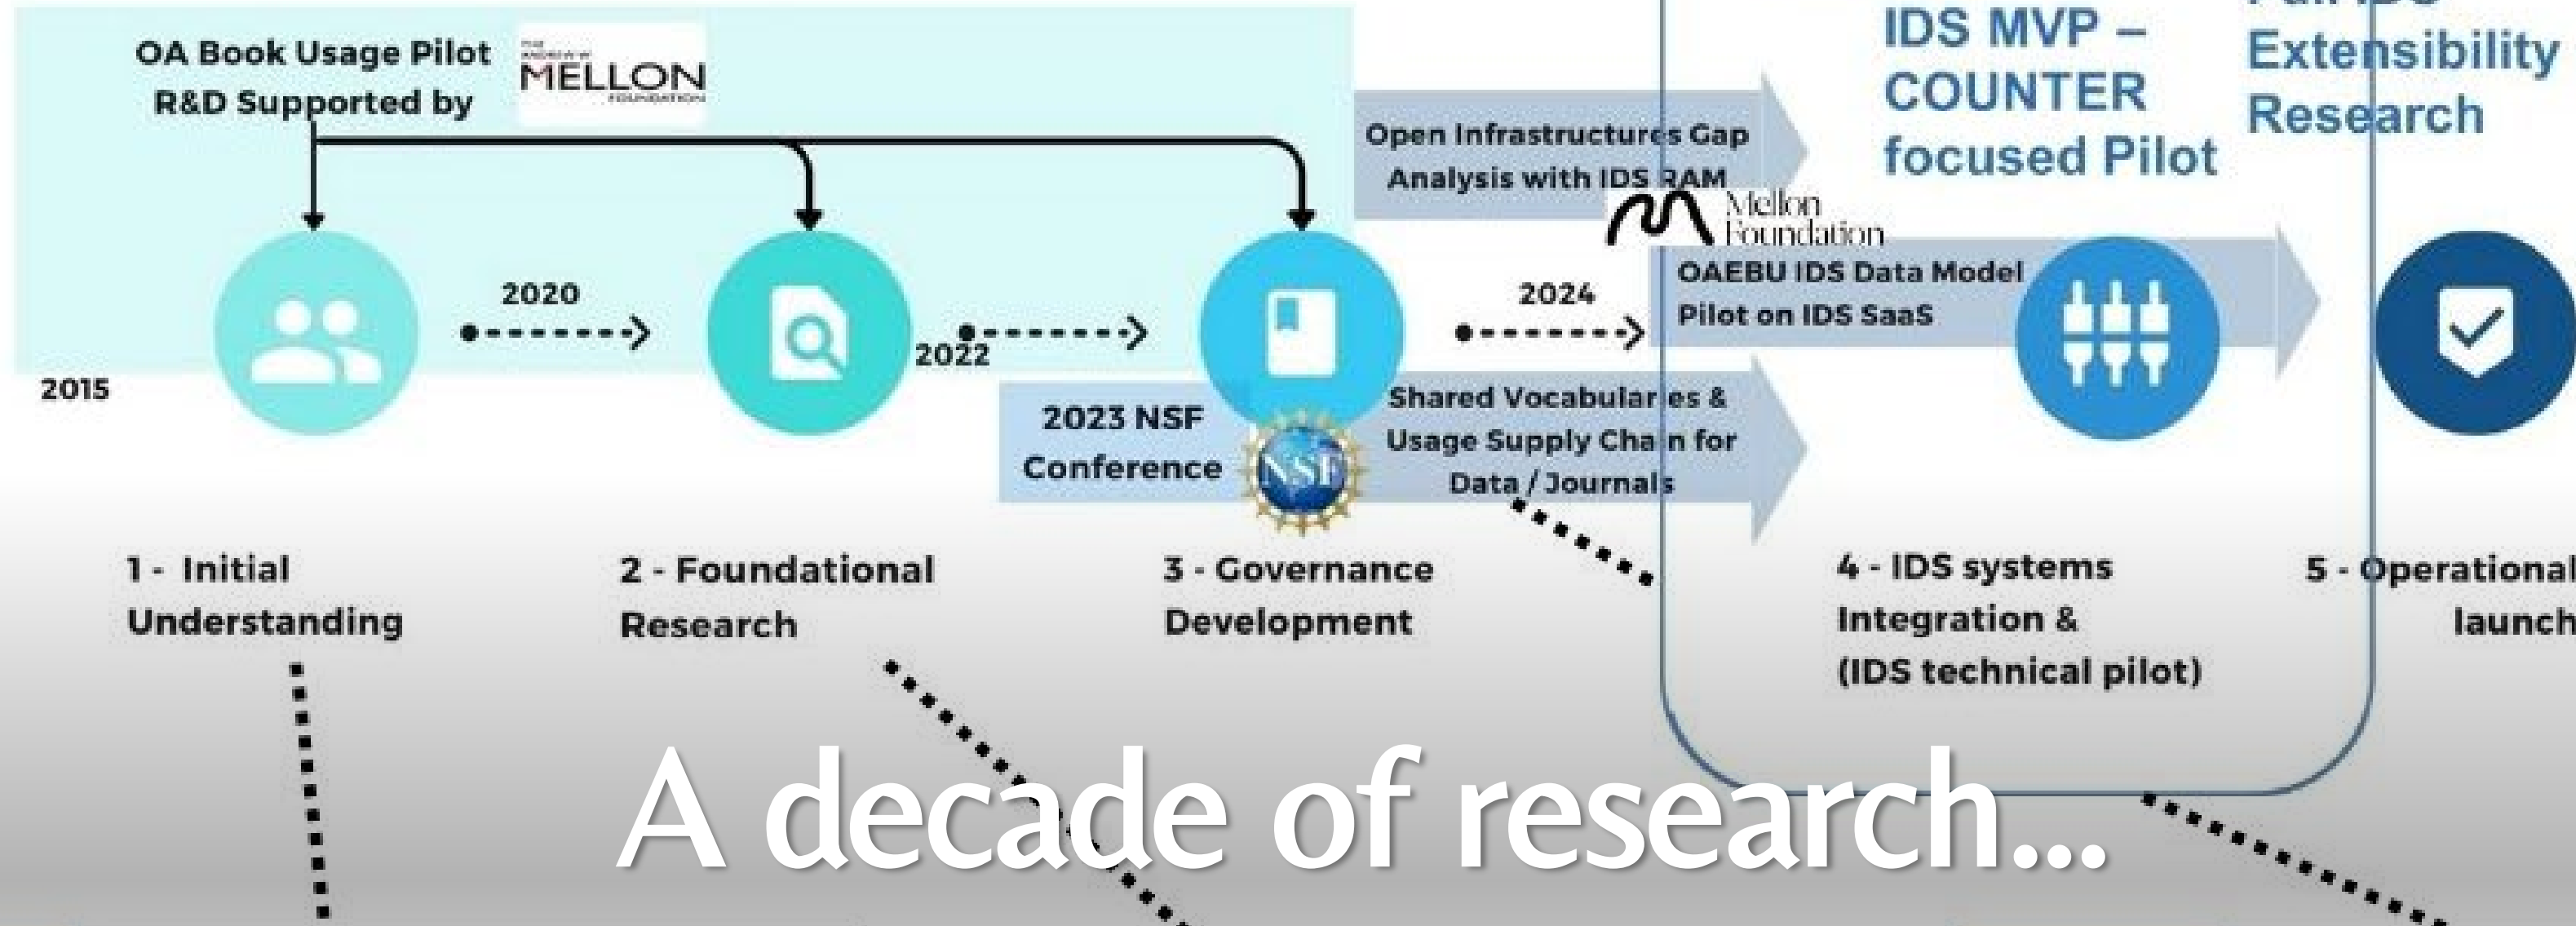 OA Book Usage Pilot
R&D Supported by
THE
ANDREW W
MELLON
FOUNDATION
IDS MVP –
COUNTER
focused Pilot
Extensibility
Research
Open Infrastructures Gap
Analysis with IDS RAM
Mellon
Foundation
2020
2022
2024
OAEBU IDS Data Model
Pilot on IDS SaaS
2015
2023 NSF
Conference
NSF
Shared Vocabularies &
Usage Supply Chain for
Data / Journals
1 - Initial
Understanding
2 - Foundational
Research
3 - Governance
Development
4 - IDS systems
Integration &
(IDS technical pilot)
5 - Operational
launch
A decade of research...